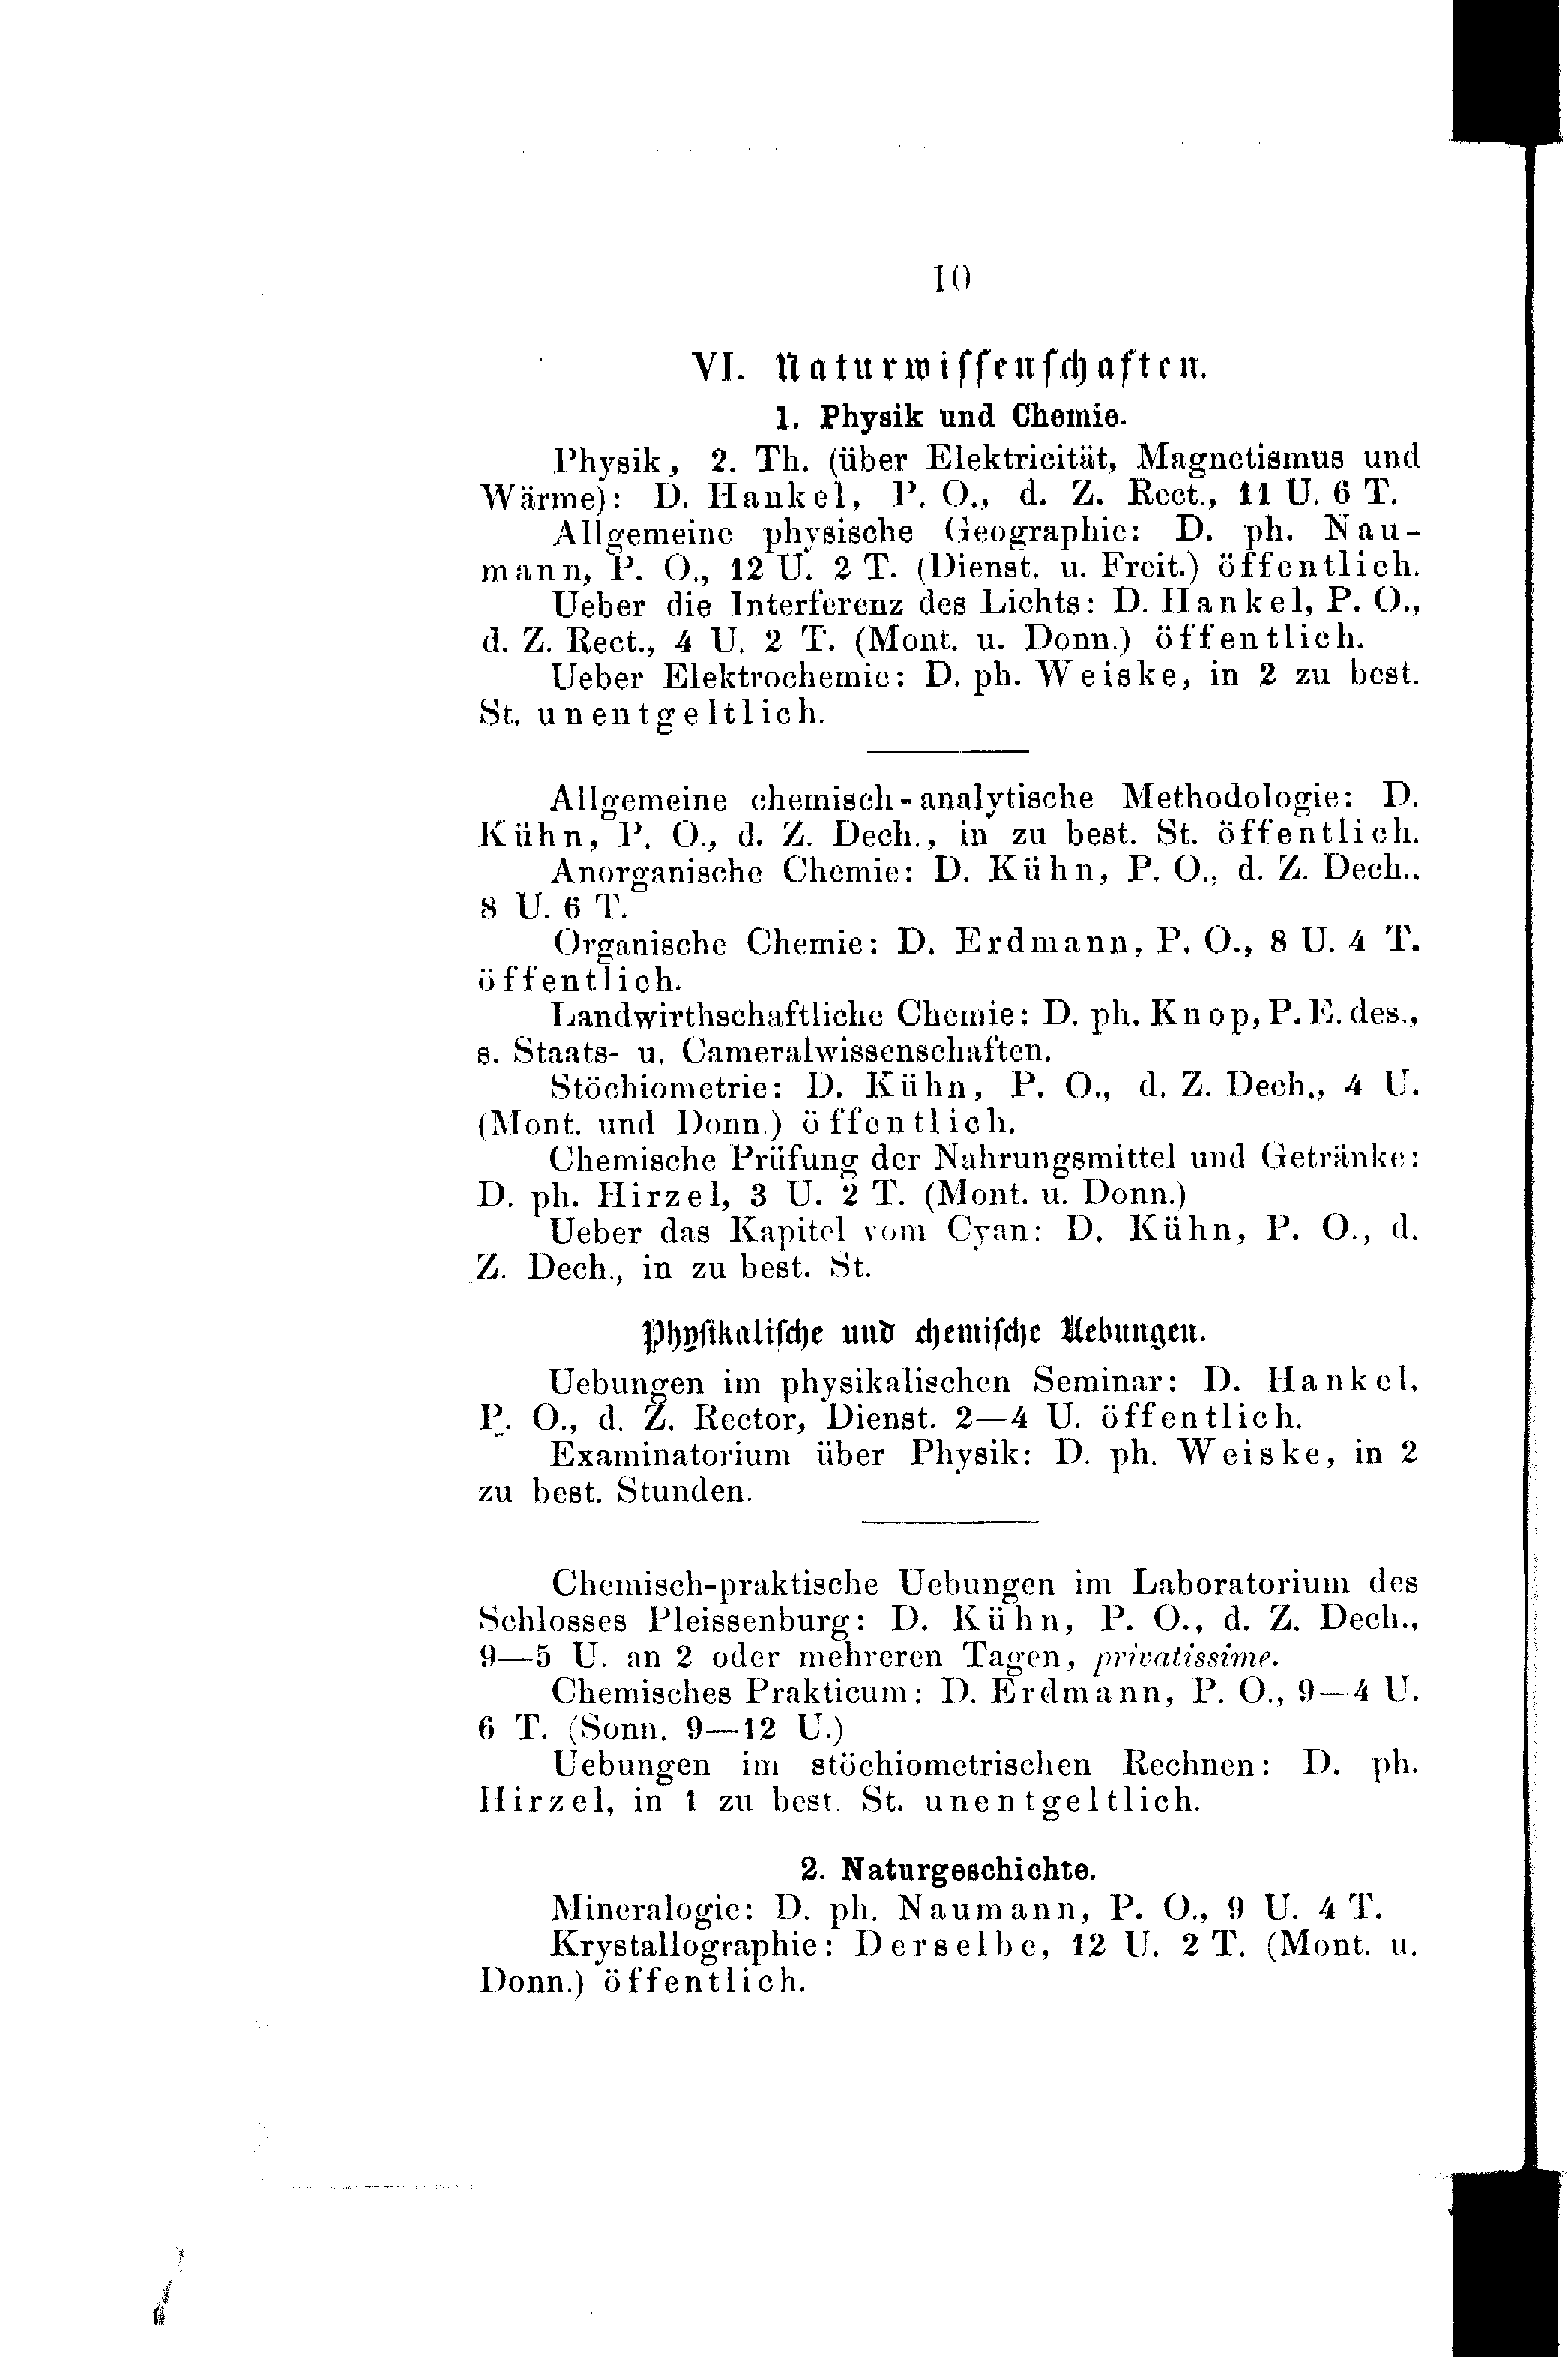 10
VI. Naturwissenschaften.
1. Physik und Chemie.
Physik, 2. Th. (über Elektricität, Magnetismus und
Wärme): D. Hankel, P. O., d. Z. Rect., 11 U. 6 T.
Allgemeine physische Geographie: D. ph. Nau-
mann, P. O., 12 U. 2 T. (Dienst. u. Freit.) öffentlich.
Ueber die Interferenz des Lichts: D. Hankel, P. O.,
d. Z. Rect., 4 U. 2 T. (Mont. u. Donn.) öffentlich.
Ueber Elektrochemie: D. ph. Weiske, in 2 zu best.
St. unentgeltlich.
Allgemeine chemisch-analytische Methodologie: D.
Kühn, P. O., d. Z. Dech., in zu best. St. öffentlich.
Anorganische Chemie: D. Kühn, P. O., d. Z. Dech.,
8 U. 6 T.
Organische Chemie: D. Erdmann, P. O., 8 U. 4 T.
öffentlich.
Landwirthschaftliche Chemie: D. ph. Knop, P. E. des.,
s. Staats- u. Cameralwissenschaften.
Stöchiometrie: D. Kühn, P. O., d. Z. Dech., 4 U.
(Mont. und Donn.) öffentlich.
Chemische Prüfung der Nahrungsmittel und Getränke:
D. ph. Hirzel, 3 U. 2 T. (Mont. u. Donn.)
Ueber das Kapitel vom Cyan: D. Kühn, P. O., d.
Z. Dech., in zu best. St.
Physikalische und chemische Uebungen.
Uebungen im physikalischen Seminar: D. Hankel,
P. O., d. Z. Rector, Dienst. 2—4 U. öffentlich.
Examinatorium über Physik: D. ph. Weiske, in 2
zu best. Stunden.
Chemisch-praktische Uebungen im Laboratorium des
Schlosses Pleissenburg: D. Kühn, P. O., d. Z. Dech.,
9—5 U. an 2 oder mehreren Tagen, privatissime.
Chemisches Prakticum: D. Erdmann, P. O., 9—4 U.
6 T. (Sonn. 9—12 U.)
Uebungen im stöchiometrischen Rechnen: D. ph.
Hirzel, in 1 zu best. St. unentgeltlich.
2. Naturgeschichte.
Mineralogie: D. ph. Naumann, P. O., 9 U. 4 T.
Krystallographie: Derselbe, 12 U. 2 T. (Mont. u.
Donn.) öffentlich.